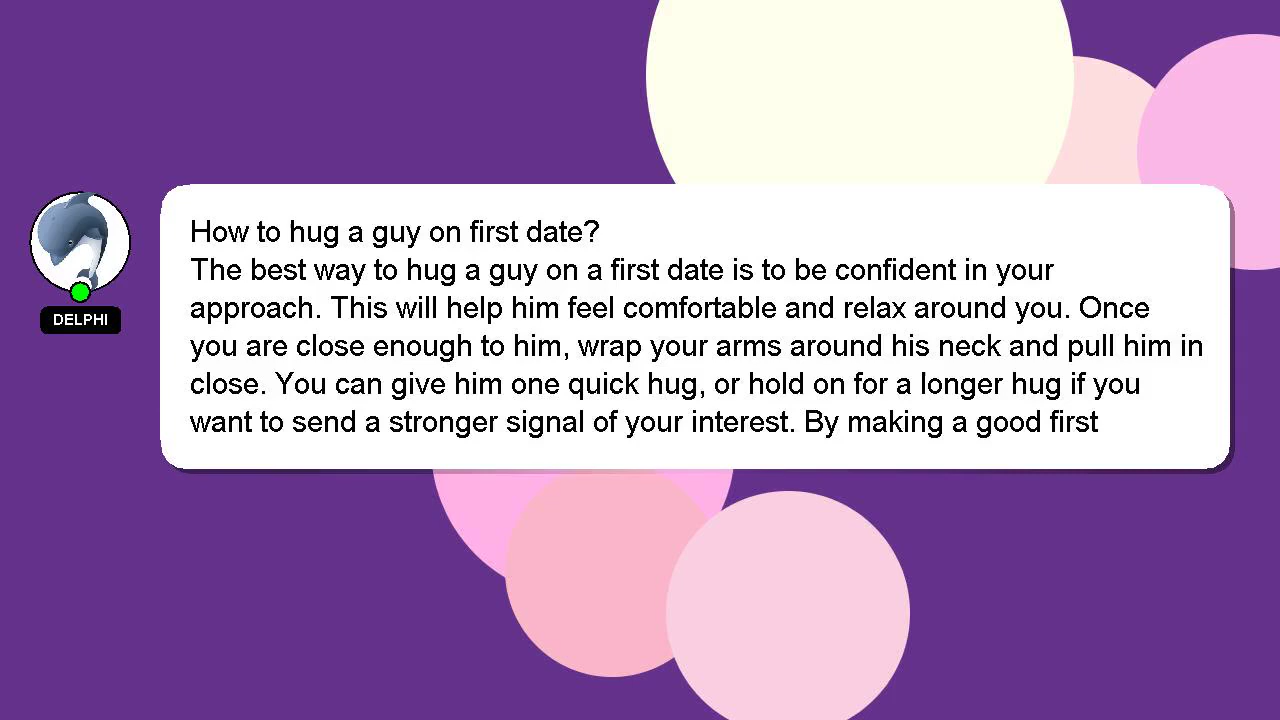 How to hug a guy on first date?
The best way to hug a guy on a first date is to be confident in your
approach. This will help him feel comfortable and relax around you. Once
you are close enough to him, wrap your arms around his neck and pull him in
close. You can give him one quick hug, or hold on for a longer hug if you
want to send a stronger signal of your interest. By making a good first
DELPHI